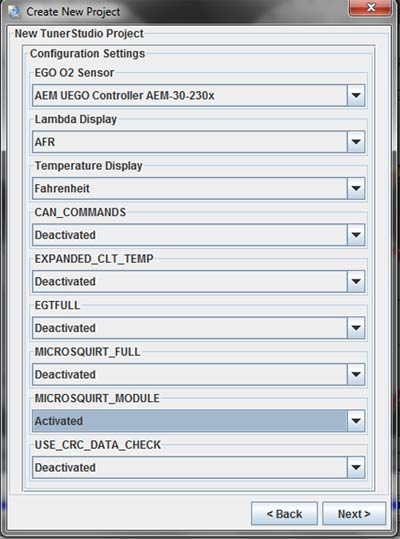 Create New Project
New TunerStudio Project
Configuration Settings
EGO O2 Sensor
AEM UEGO Controller AEM-30-230x
Lambda Display
AFR
Temperature Display
Fahrenheit
CAN_COMMANDS
Deactivated
EXPANDED_CLT_TEMP
Deactivated
EGTFULL
Deactivated
MICROSQUIRT_FULL
Deactivated
MICROSQUIRT_MODULE
Activated
USE_CRC_DATA_CHECK
Deactivated
< Back Next >